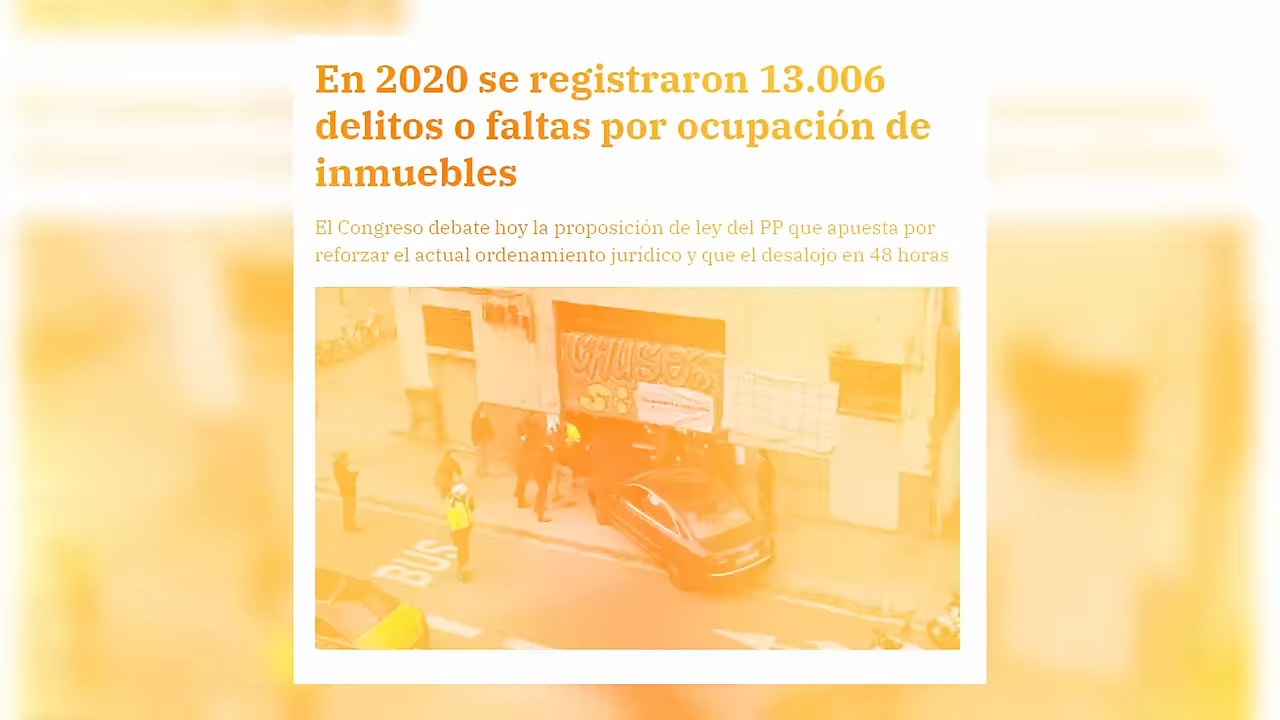 En 2020 se registraron 13.006
delitos o faltas por ocupación de
inmuebles
El Congreso debate hoy la proposición de ley del PP que apuesta por
reforzar el actual ordenamiento jurídico y que el desalojo en 48 horas
CHUSO
BUS